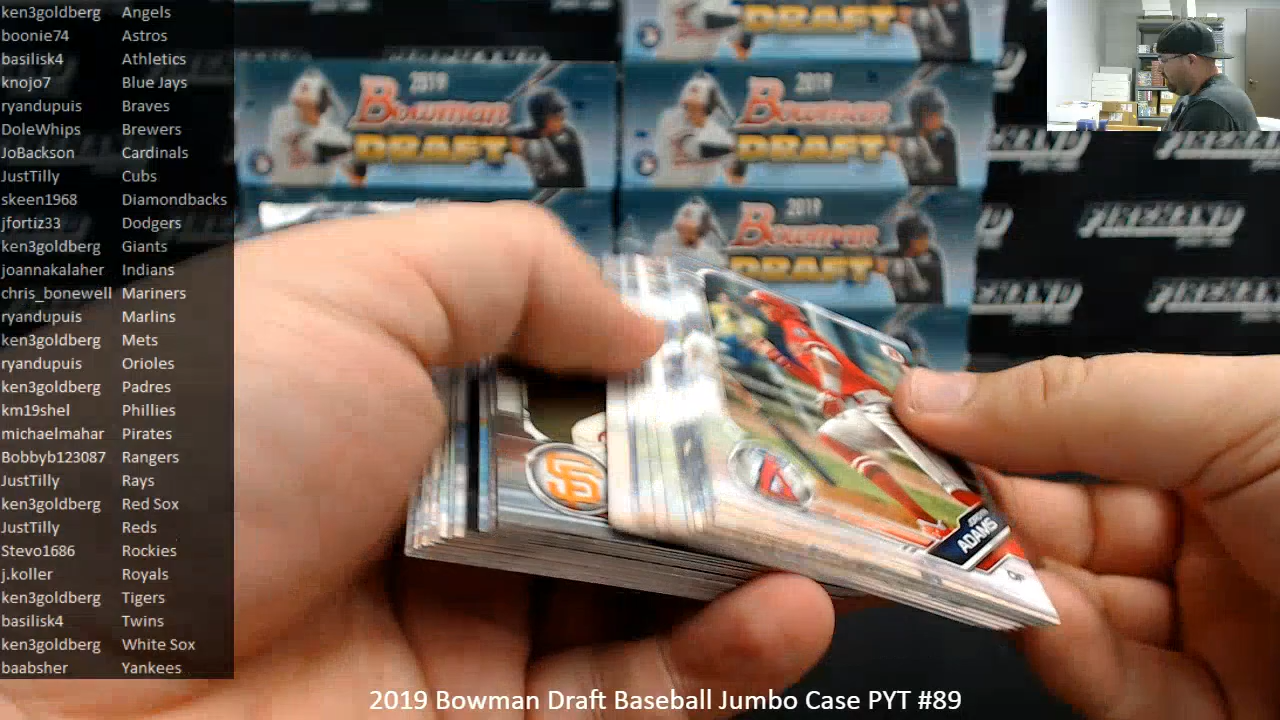 ken3goldberg Angels
boonie74 Astros
basilisk4 Athletics
knojo7 Blue Jays
ryandupuis Braves
DoleWhips Brewers
JoBackson Cardinals
JustTilly Cubs
skeen1968 Diamondbacks
jfortiz33 Dodgers
ken3goldberg Giants
joannakalaher Indians
chris_bonewell Mariners
ryandupuis Marlins
ken3goldberg Mets
ryandupuis Orioles
ken3goldberg Padres
km19shel Phillies
michaelmahar Pirates
Bobbyb123087 Rangers
JustTilly Rays
ken3goldberg Red Sox
JustTilly Reds
Stevo1686 Rockies
j.koller Royals
ken3goldberg Tigers
basilisk4 Twins
ken3goldberg White Sox
baabsher Yankees
2019
Bowman
DRAFT
2019
Bowman
DRAFT
2019
Bowman
DRAFT
SF
ADAMS
2019 Bowman Draft Baseball Jumbo Case PYT #89